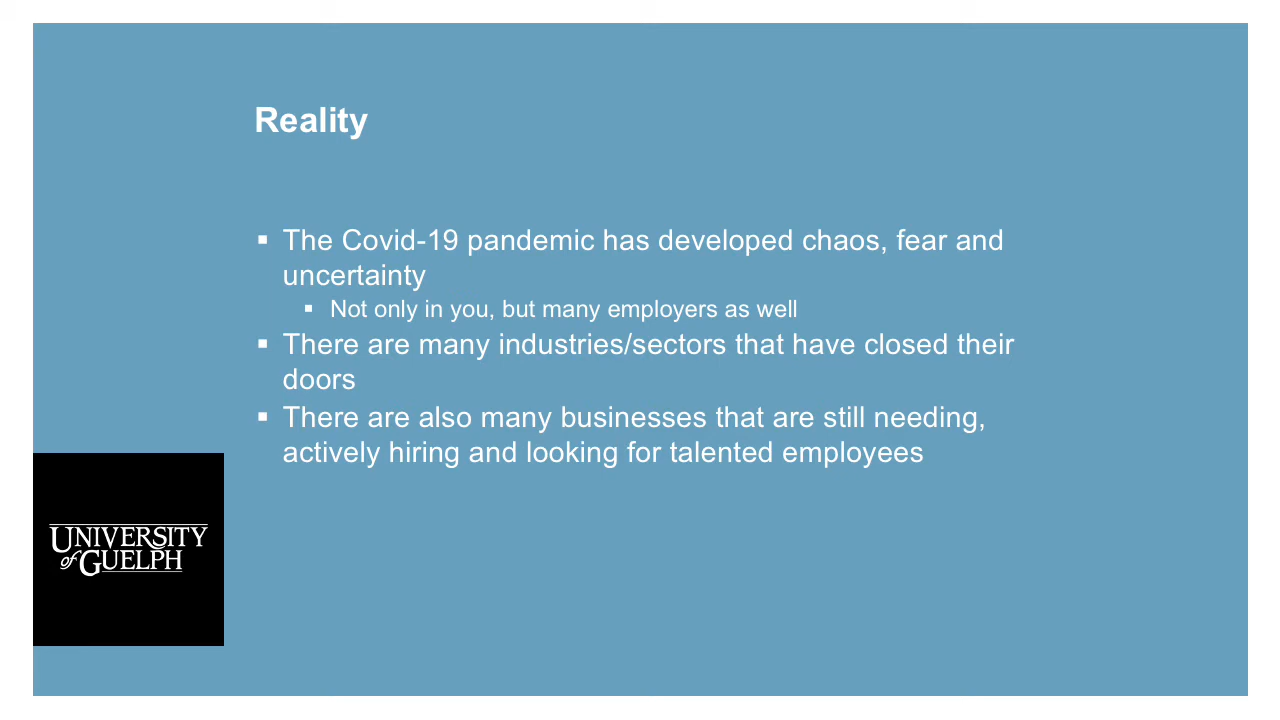 Reality
▪ The Covid-19 pandemic has developed chaos, fear and
uncertainty
▪ Not only in you, but many employers as well
▪ There are many industries/sectors that have closed their
doors
▪ There are also many businesses that are still needing,
actively hiring and looking for talented employees
UNIVERSITY
of GUELPH